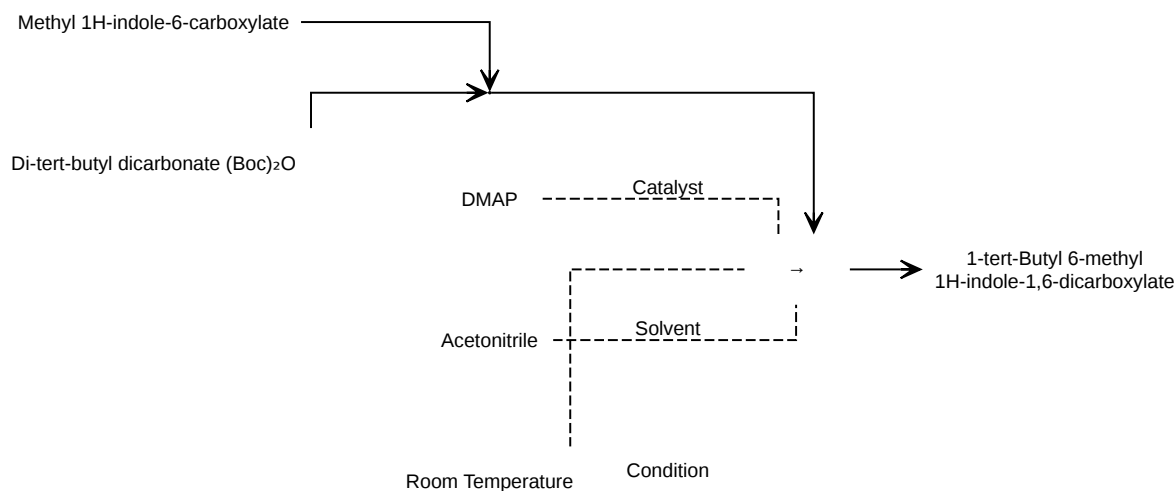 Methyl 1H-indole-6-carboxylate
Di-tert-butyl dicarbonate (Boc)₂O
DMAP
Catalyst
→
1-tert-Butyl 6-methyl
1H-indole-1,6-dicarboxylate
Acetonitrile
Solvent
Room Temperature
Condition